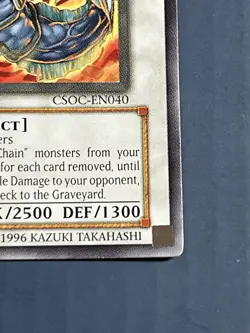 CSOC-EN040
ECT]
ers
Chain" monsters from your
for each card removed, until
le Damage to your opponent,
eck to the Graveyard.
K/2500 DEF/1300
1996 KAZUKI TAKAHASHI